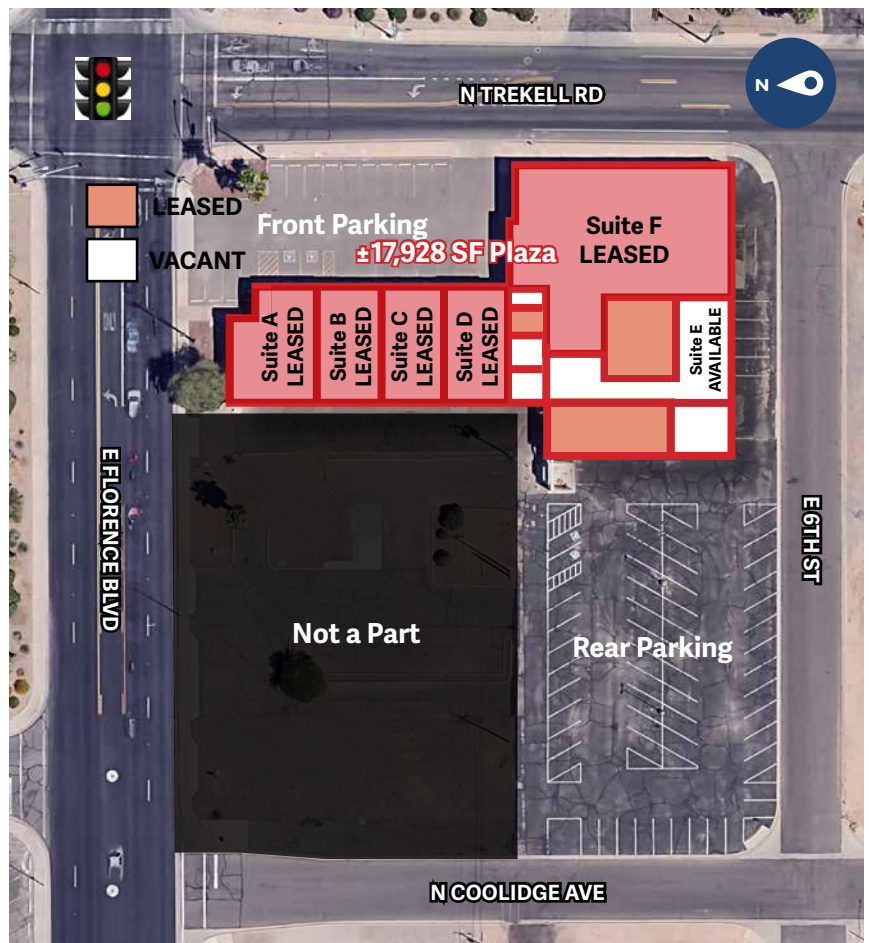 N TREKELL RD
N
LEASED
VACANT
Front Parking
±17,928 SF Plaza
Suite F
LEASED
Suite A
LEASED
Suite B
LEASED
Suite C
LEASED
Suite D
LEASED
Suite E
AVAILABLE
E FLORENCE BLVD
E 6TH ST
Not a Part
Rear Parking
N COOLIDGE AVE